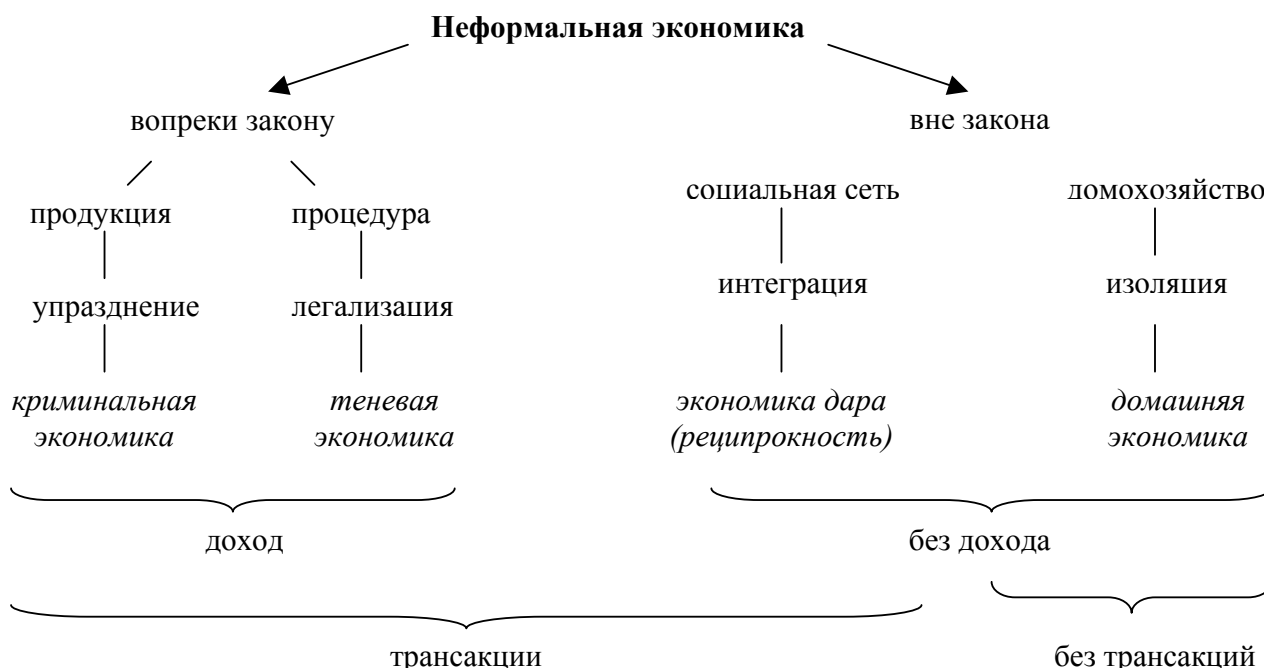 Неформальная экономика
вопреки закону
вне закона
социальная сеть
домохозяйство
продукция
процедура
интеграция
изоляция
упразднение
легализация
криминальная
экономика
теневая
экономика
экономика дара
(реципрокность)
домашняя
экономика
доход
без дохода
трансакции
без трансакций